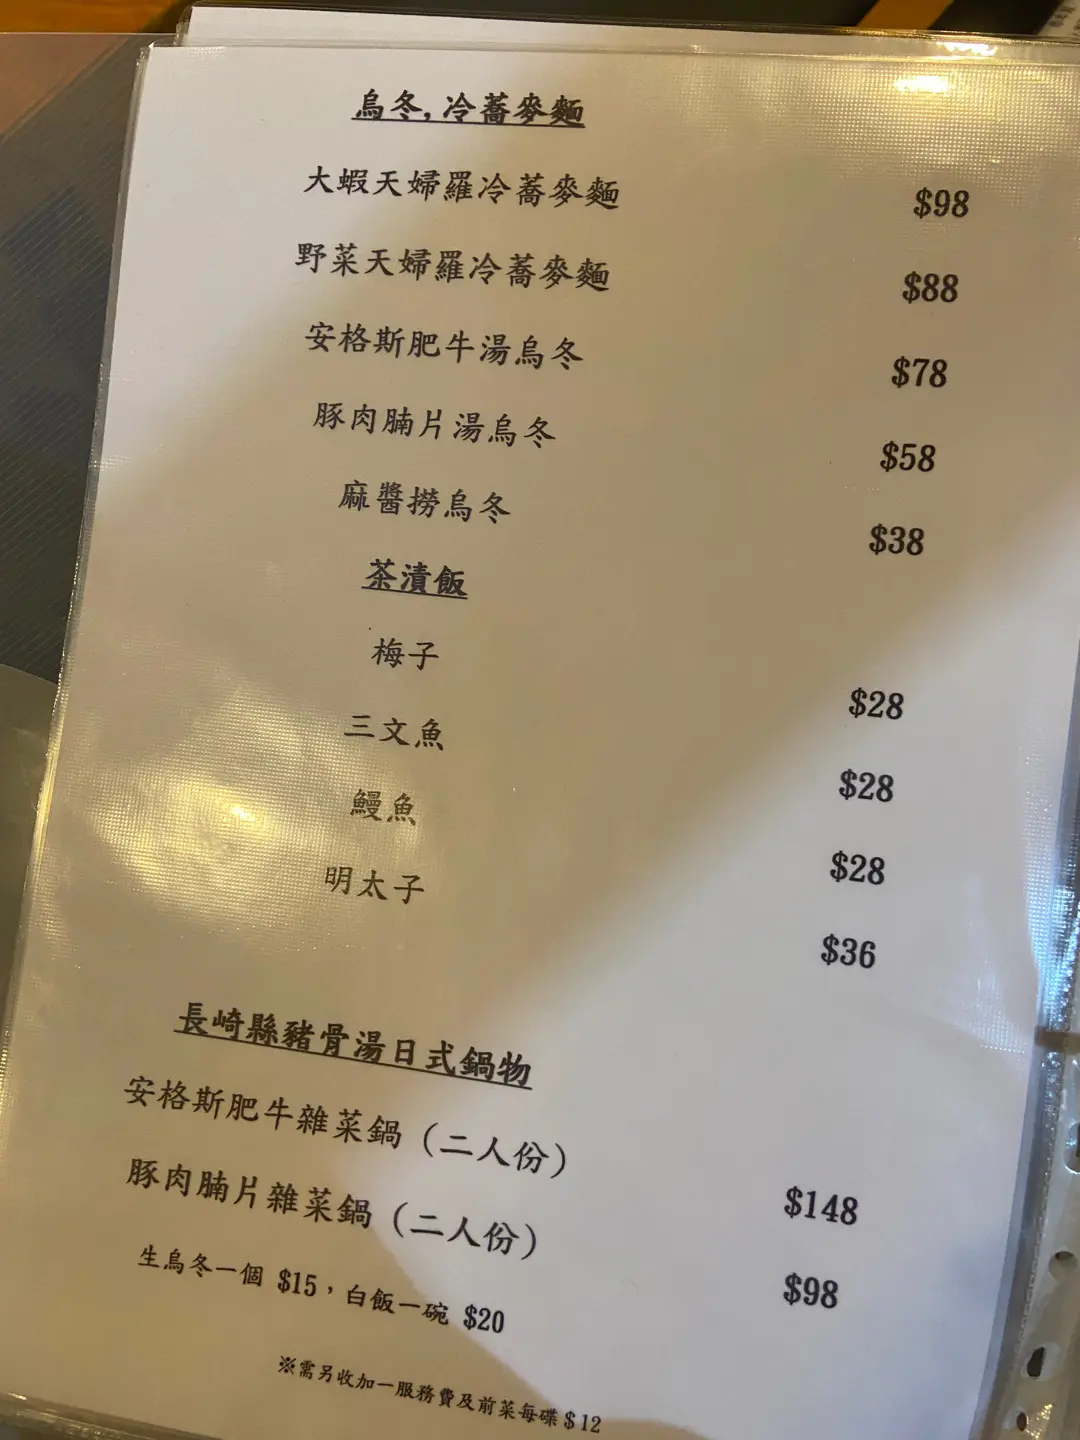 烏冬,冷蕎麥麵
大蝦天婦羅冷蕎麥麵 $98
野菜天婦羅冷蕎麥麵 $88
安格斯肥牛湯烏冬 $78
豚肉腩片湯烏冬 $58
麻醬撈烏冬 $38
茶漬飯
梅子 $28
三文魚 $28
鰻魚 $28
明太子 $36
長崎縣豬骨湯日式鍋物
安格斯肥牛雜菜鍋（二人份） $148
豚肉腩片雜菜鍋（二人份） $98
生烏冬一個 $15，白飯一碗 $20
※需另收加一服務費及前菜每碟$12